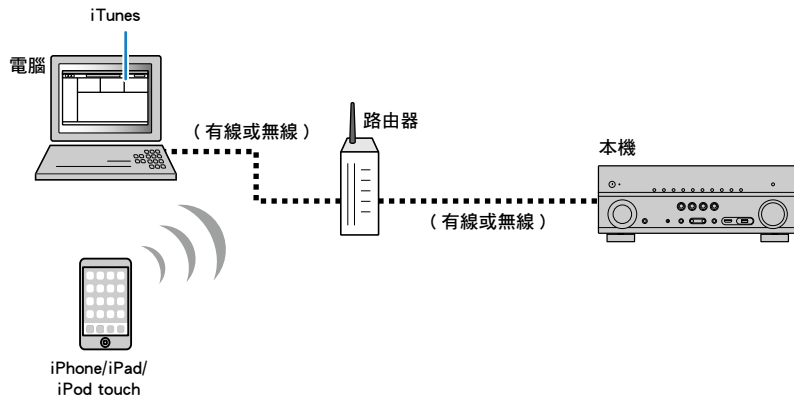 iTunes
電腦
（有線或無線）
路由器
本機
（有線或無線）
iPhone/iPad/
iPod touch